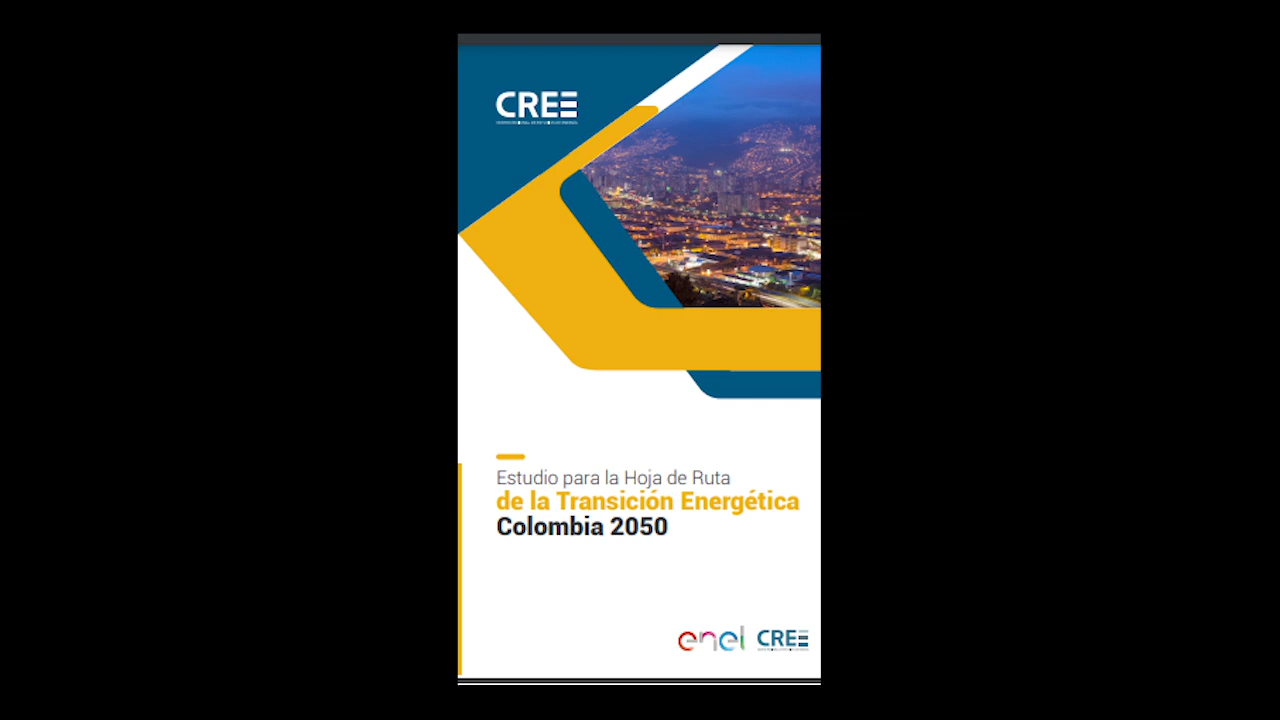 CREE
Estudio para la Hoja de Ruta
de la Transición Energética
Colombia 2050
enel CREE